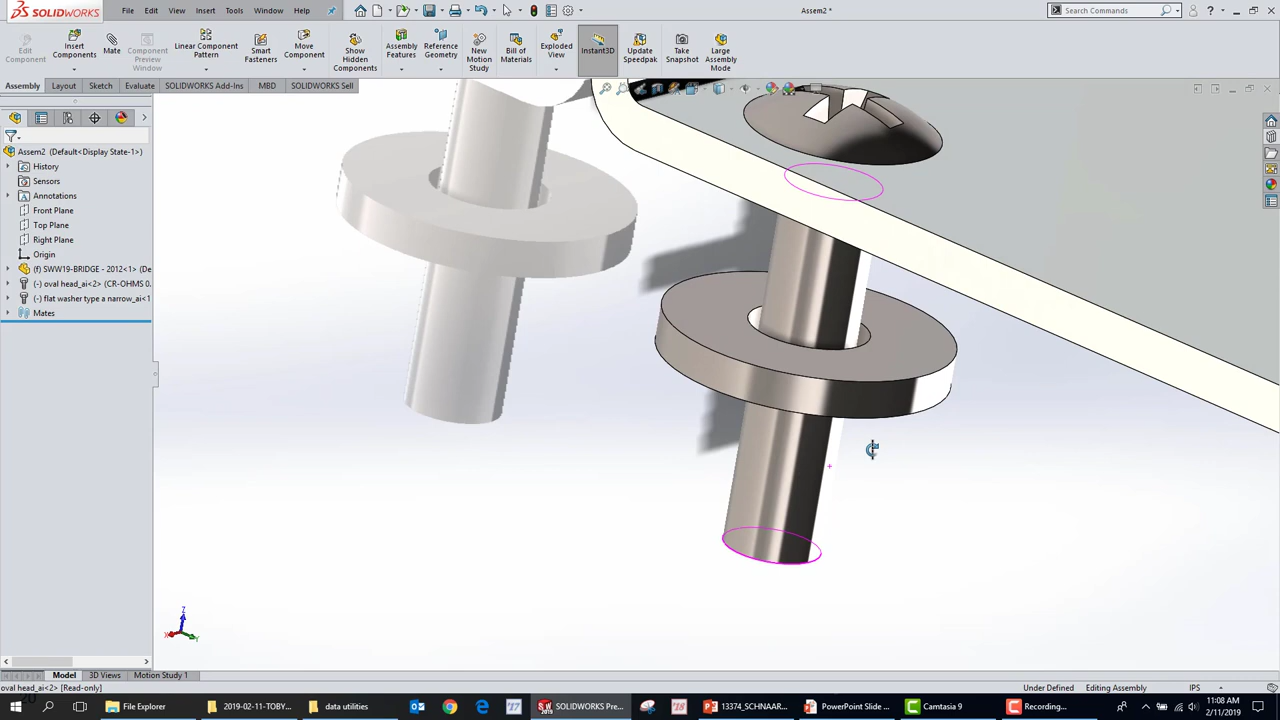 SOLIDWORKS
File
Edit
View
Insert
Tools
Window
Help
Assem2 *
Search Commands
Edit Component
Insert Components
Mate
Component Preview Window
Linear Component Pattern
Smart Fasteners
Move Component
Show Hidden Components
Assembly Features
Reference Geometry
New Motion Study
Bill of Materials
Exploded View
Instant3D
Update Speedpak
Take Snapshot
Large Assembly Mode
Assembly
Layout
Sketch
Evaluate
SOLIDWORKS Add-Ins
MBD
SOLIDWORKS Sell
Assem2 (Default<Display State-1>)
History
Sensors
Annotations
Front Plane
Top Plane
Right Plane
Origin
(f) SWW19-BRIDGE - 2012<1> (De
(-) oval head_ai<2> (CR-OHMS 0.
(-) flat washer type a narrow_ai<1
Mates
Z
X
Y
Model
3D Views
Motion Study 1
oval head_ai<2> [Read-only]
Under Defined
Editing Assembly
IPS
File Explorer
2019-02-11-TOBY...
data utilities
'17
SOLIDWORKS Pre...
'18
13374_SCHNAAR...
PowerPoint Slide ...
Camtasia 9
Recording...
11:08 AM
2/11/2019